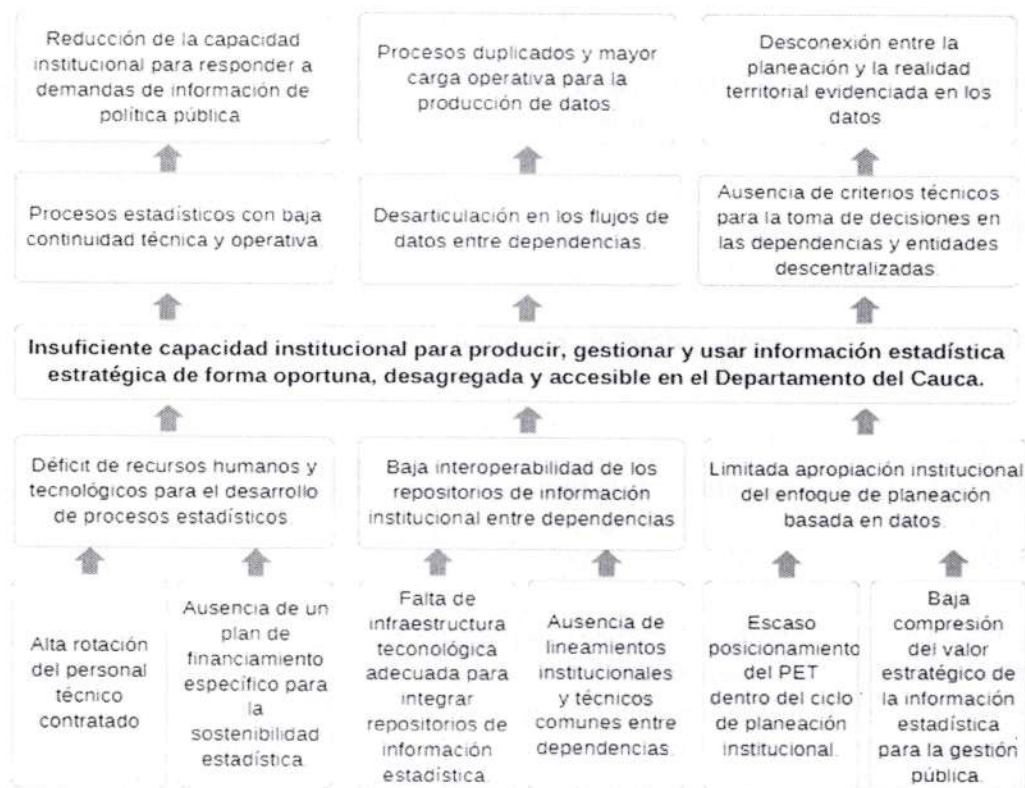 Reducción de la capacidad
institucional para responder a
demandas de información de
política pública
Procesos duplicados y mayor
carga operativa para la
producción de datos.
Desconexión entre la
planeación y la realidad
territorial evidenciada en los
datos
Procesos estadísticos con baja
continuidad técnica y operativa.
Desarticulación en los flujos de
datos entre dependencias.
Ausencia de criterios técnicos
para la toma de decisiones en
las dependencias y entidades
descentralizadas.
Insuficiente capacidad institucional para producir, gestionar y usar información estadística
estratégica de forma oportuna, desagregada y accesible en el Departamento del Cauca.
Déficit de recursos humanos y
tecnológicos para el desarrollo
de procesos estadísticos.
Baja interoperabilidad de los
repositorios de información
institucional entre dependencias
Limitada apropiación institucional
del enfoque de planeación
basada en datos.
Alta rotación
del personal
técnico
contratado
Ausencia de un
plan de
financiamiento
específico para
la
sostenibilidad
estadística.
Falta de
infraestructura
teconológica
adecuada para
integrar
repositorios de
información
estadística.
Ausencia de
lineamientos
institucionales
y técnicos
comunes entre
dependencias.
Escaso
posicionamiento
del PET
dentro del ciclo
de planeación
institucional.
Baja
compresión
del valor
estratégico de
la información
estadística
para la gestión
pública.